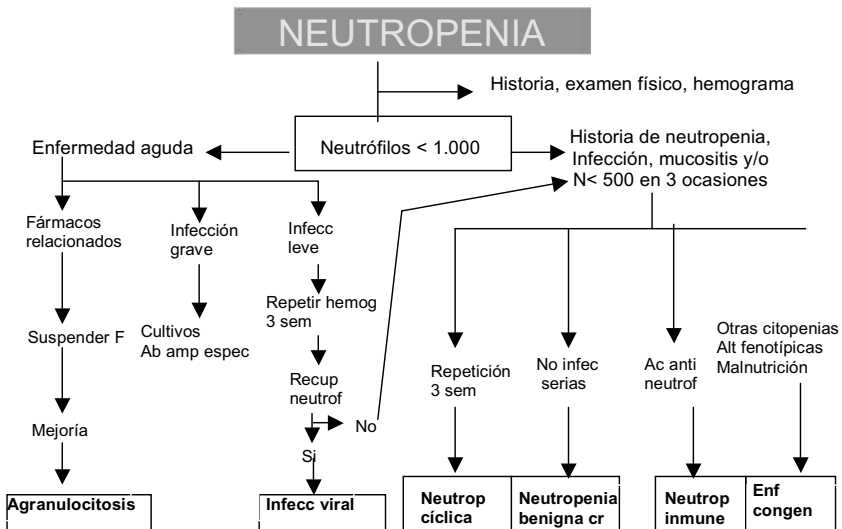 NEUTROPENIA
Historia, examen físico, hemograma
Enfermedad aguda
Neutrófilos < 1.000
Historia de neutropenia,
Infección, mucositis y/o
N< 500 en 3 ocasiones
Fármacos
relacionados
Infección
grave
Infecc
leve
Suspender F
Cultivos
Ab amp espec
Repetir hemog
3 sem
Recup
neutrof
No
Si
Mejoría
Repetición
3 sem
No infec
serias
Ac anti
neutrof
Otras citopenias
Alt fenotípicas
Malnutrición
Agranulocitosis
Infecc viral
Neutrop
cíclica
Neutropenia
benigna cr
Neutrop
inmune
Enf
congen